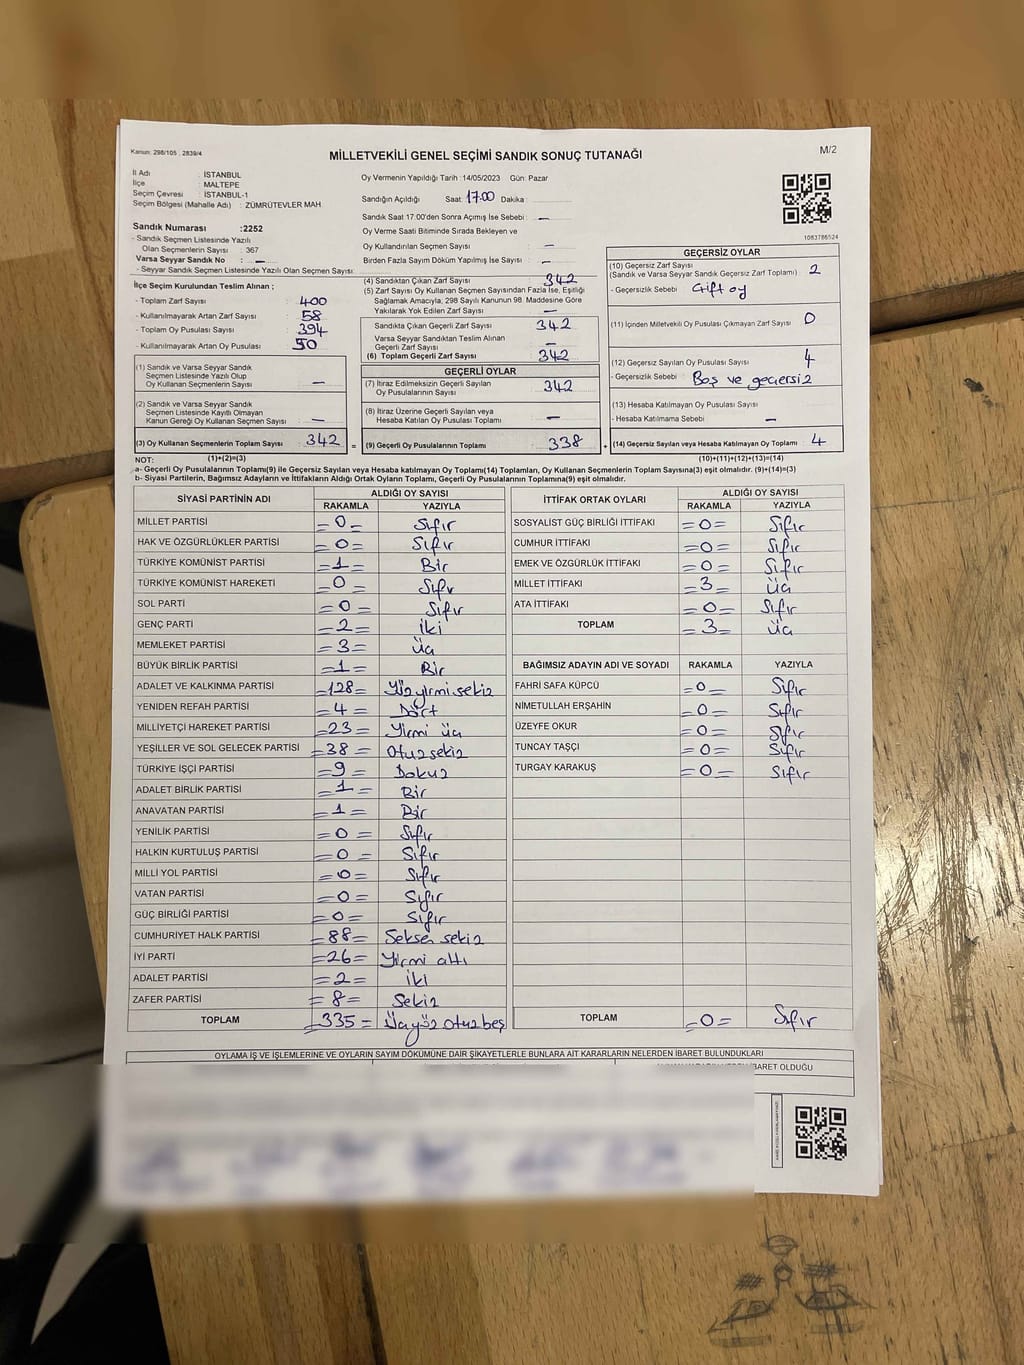 Kanun: 298/105 , 2839/4
MİLLETVEKİLİ GENEL SEÇİMİ SANDIK SONUÇ TUTANAĞI
M/2
İl Adı : İSTANBUL
İlçe : MALTEPE
Seçim Çevresi : İSTANBUL-1
Seçim Bölgesi (Mahalle Adı) : ZÜMRÜTEVLER MAH
Sandık Numarası :2252
- Sandık Seçmen Listesinde Yazılı
Olan Seçmenlerin Sayısı : 367
Varsa Seyyar Sandık No : —
- Seyyar Sandık Seçmen Listesinde Yazılı Olan Seçmen Sayısı
İlçe Seçim Kurulundan Teslim Alınan ;
- Toplam Zarf Sayısı : 400
- Kullanılmayarak Artan Zarf Sayısı : 58
- Toplam Oy Pusulası Sayısı : 394
- Kullanılmayarak Artan Oy Pusulası : 50
(1) Sandık ve Varsa Seyyar Sandık
Seçmen Listesinde Yazılı Olup
Oy Kullanan Seçmenlerin Sayısı : —
(2) Sandık ve Varsa Seyyar Sandık
Seçmen Listesinde Kayıtlı Olmayan
Kanun Gereği Oy Kullanan Seçmen Sayısı : —
(3) Oy Kullanan Seçmenlerin Toplam Sayısı : 342 =
Oy Vermenin Yapıldığı Tarih : 14/05/2023 Gün: Pazar
Sandığın Açıldığı Saat: 17.00 Dakika :
Sandık Saat 17:00'den Sonra Açımış İse Sebebi : —
Oy Verme Saati Bitiminde Sırada Bekleyen ve
Oy Kullandırılan Seçmen Sayısı : —
Birden Fazla Sayım Döküm Yapılmış İse Sayısı : —
(4) Sandıktan Çıkan Zarf Sayısı : 342
(5) Zarf Sayısı Oy Kullanan Seçmen Sayısından Fazla İse, Eşitliği
Sağlamak Amacıyla, 298 Sayılı Kanunun 98. Maddesine Göre
Yakılarak Yok Edilen Zarf Sayısı : —
Sandıkta Çıkan Geçerli Zarf Sayısı : 342
Varsa Seyyar Sandıktan Teslim Alınan
Geçerli Zarf Sayısı : —
(6) Toplam Geçerli Zarf Sayısı : 342
GEÇERLİ OYLAR
(7) İtiraz Edilmeksizin Geçerli Sayılan
Oy Pusulalarının Sayısı : 342
(8) İtiraz Üzerine Geçerli Sayılan veya
Hesaba Katılan Oy Pusulası Toplamı : —
(9) Geçerli Oy Pusulalarının Toplamı : 338 +
1083786524
GEÇERSİZ OYLAR
(10) Geçersiz Zarf Sayısı
(Sandık ve Varsa Seyyar Sandık Geçersiz Zarf Toplamı) : 2
- Geçersizlik Sebebi : Çift oy
(11) İçinden Milletvekili Oy Pusulası Çıkmayan Zarf Sayısı : 0
(12) Geçersiz Sayılan Oy Pusulası Sayısı : 4
- Geçersizlik Sebebi : Boş ve geçersiz
(13) Hesaba Katılmayan Oy Pusulası Sayısı :
- Hesaba Katılmama Sebebi : —
(14) Geçersiz Sayılan veya Hesaba Katılmayan Oy Toplamı : 4
NOT: (1)+(2)=(3) (10)+(11)+(12)+(13)=(14)
a- Geçerli Oy Pusulalarının Toplamı(9) ile Geçersiz Sayılan veya Hesaba katılmayan Oy Toplamı(14) Toplamları, Oy Kullanan Seçmenlerin Toplam Sayısına(3) eşit olmalıdır. (9)+(14)=(3)
b- Siyasi Partilerin, Bağımsız Adayların ve İttifakların Aldığı Ortak Oyların Toplamı, Geçerli Oy Pusulalarının Toplamına(9) eşit olmalıdır.
SİYASİ PARTİNİN ADI ALDIĞI OY SAYISI
RAKAMLA YAZIYLA
MİLLET PARTİSİ =0= Sıfır
HAK VE ÖZGÜRLÜKLER PARTİSİ =0= Sıfır
TÜRKİYE KOMÜNİST PARTİSİ =1= Bir
TÜRKİYE KOMÜNİST HAREKETİ =0= Sıfır
SOL PARTİ =0= Sıfır
GENÇ PARTİ =2= iki
MEMLEKET PARTİSİ =3= Üç
BÜYÜK BİRLİK PARTİSİ =1= Bir
ADALET VE KALKINMA PARTİSİ =128= Yüz yirmi sekiz
YENİDEN REFAH PARTİSİ =4= Dört
MİLLİYETÇİ HAREKET PARTİSİ =23= Yirmi üç
YEŞİLLER VE SOL GELECEK PARTİSİ =38= Otuz sekiz
TÜRKİYE İŞÇİ PARTİSİ =9= Dokuz
ADALET BİRLİK PARTİSİ =1= Bir
ANAVATAN PARTİSİ =1= Bir
YENİLİK PARTİSİ =0= Sıfır
HALKIN KURTULUŞ PARTİSİ =0= Sıfır
MİLLİ YOL PARTİSİ =0= Sıfır
VATAN PARTİSİ =0= Sıfır
GÜÇ BİRLİĞİ PARTİSİ =0= Sıfır
CUMHURİYET HALK PARTİSİ =88= Seksen sekiz
İYİ PARTİ =26= Yirmi altı
ADALET PARTİSİ =2= iki
ZAFER PARTİSİ =8= Sekiz
TOPLAM =335= Üçyüz otuz beş
İTTİFAK ORTAK OYLARI ALDIĞI OY SAYISI
RAKAMLA YAZIYLA
SOSYALİST GÜÇ BİRLİĞİ İTTİFAKI =0= Sıfır
CUMHUR İTTİFAKI =0= Sıfır
EMEK VE ÖZGÜRLÜK İTTİFAKI =0= Sıfır
MİLLET İTTİFAKI =3= Üç
ATA İTTİFAKI =0= Sıfır
TOPLAM =3= Üç
BAĞIMSIZ ADAYIN ADI VE SOYADI RAKAMLA YAZIYLA
FAHRİ SAFA KÜPCÜ =0= Sıfır
NİMETULLAH ERŞAHİN =0= Sıfır
ÜZEYFE OKUR =0= Sıfır
TUNCAY TAŞÇI =0= Sıfır
TURGAY KARAKUŞ =0= Sıfır
TOPLAM =0= Sıfır
OYLAMA İŞ VE İŞLEMLERİNE VE OYLARIN SAYIM DÖKÜMÜNE DAİR ŞİKAYETLERLE BUNLARA AİT KARARLARIN NELERDEN İBARET BULUNDUKLARI
İBARET OLDUĞU